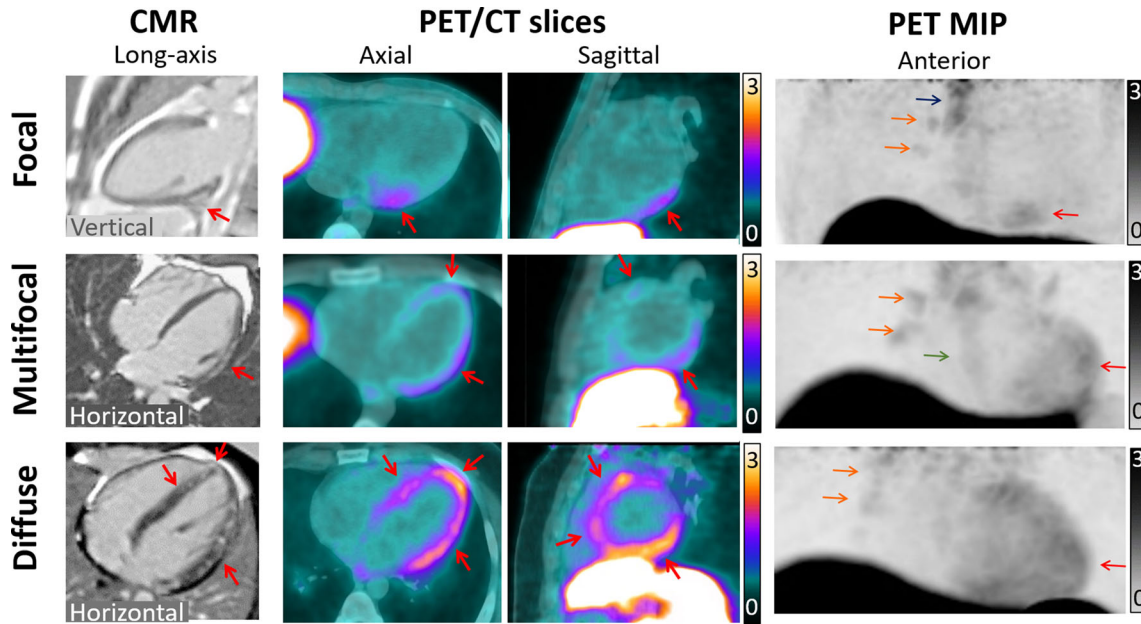 CMR PET/CT slices PET MIP
Long-axis Axial Sagittal Anterior
Focal
Vertical
3 3
0 0
Multifocal
Horizontal
3 3
0 0
Diffuse
Horizontal
3 3
0 0